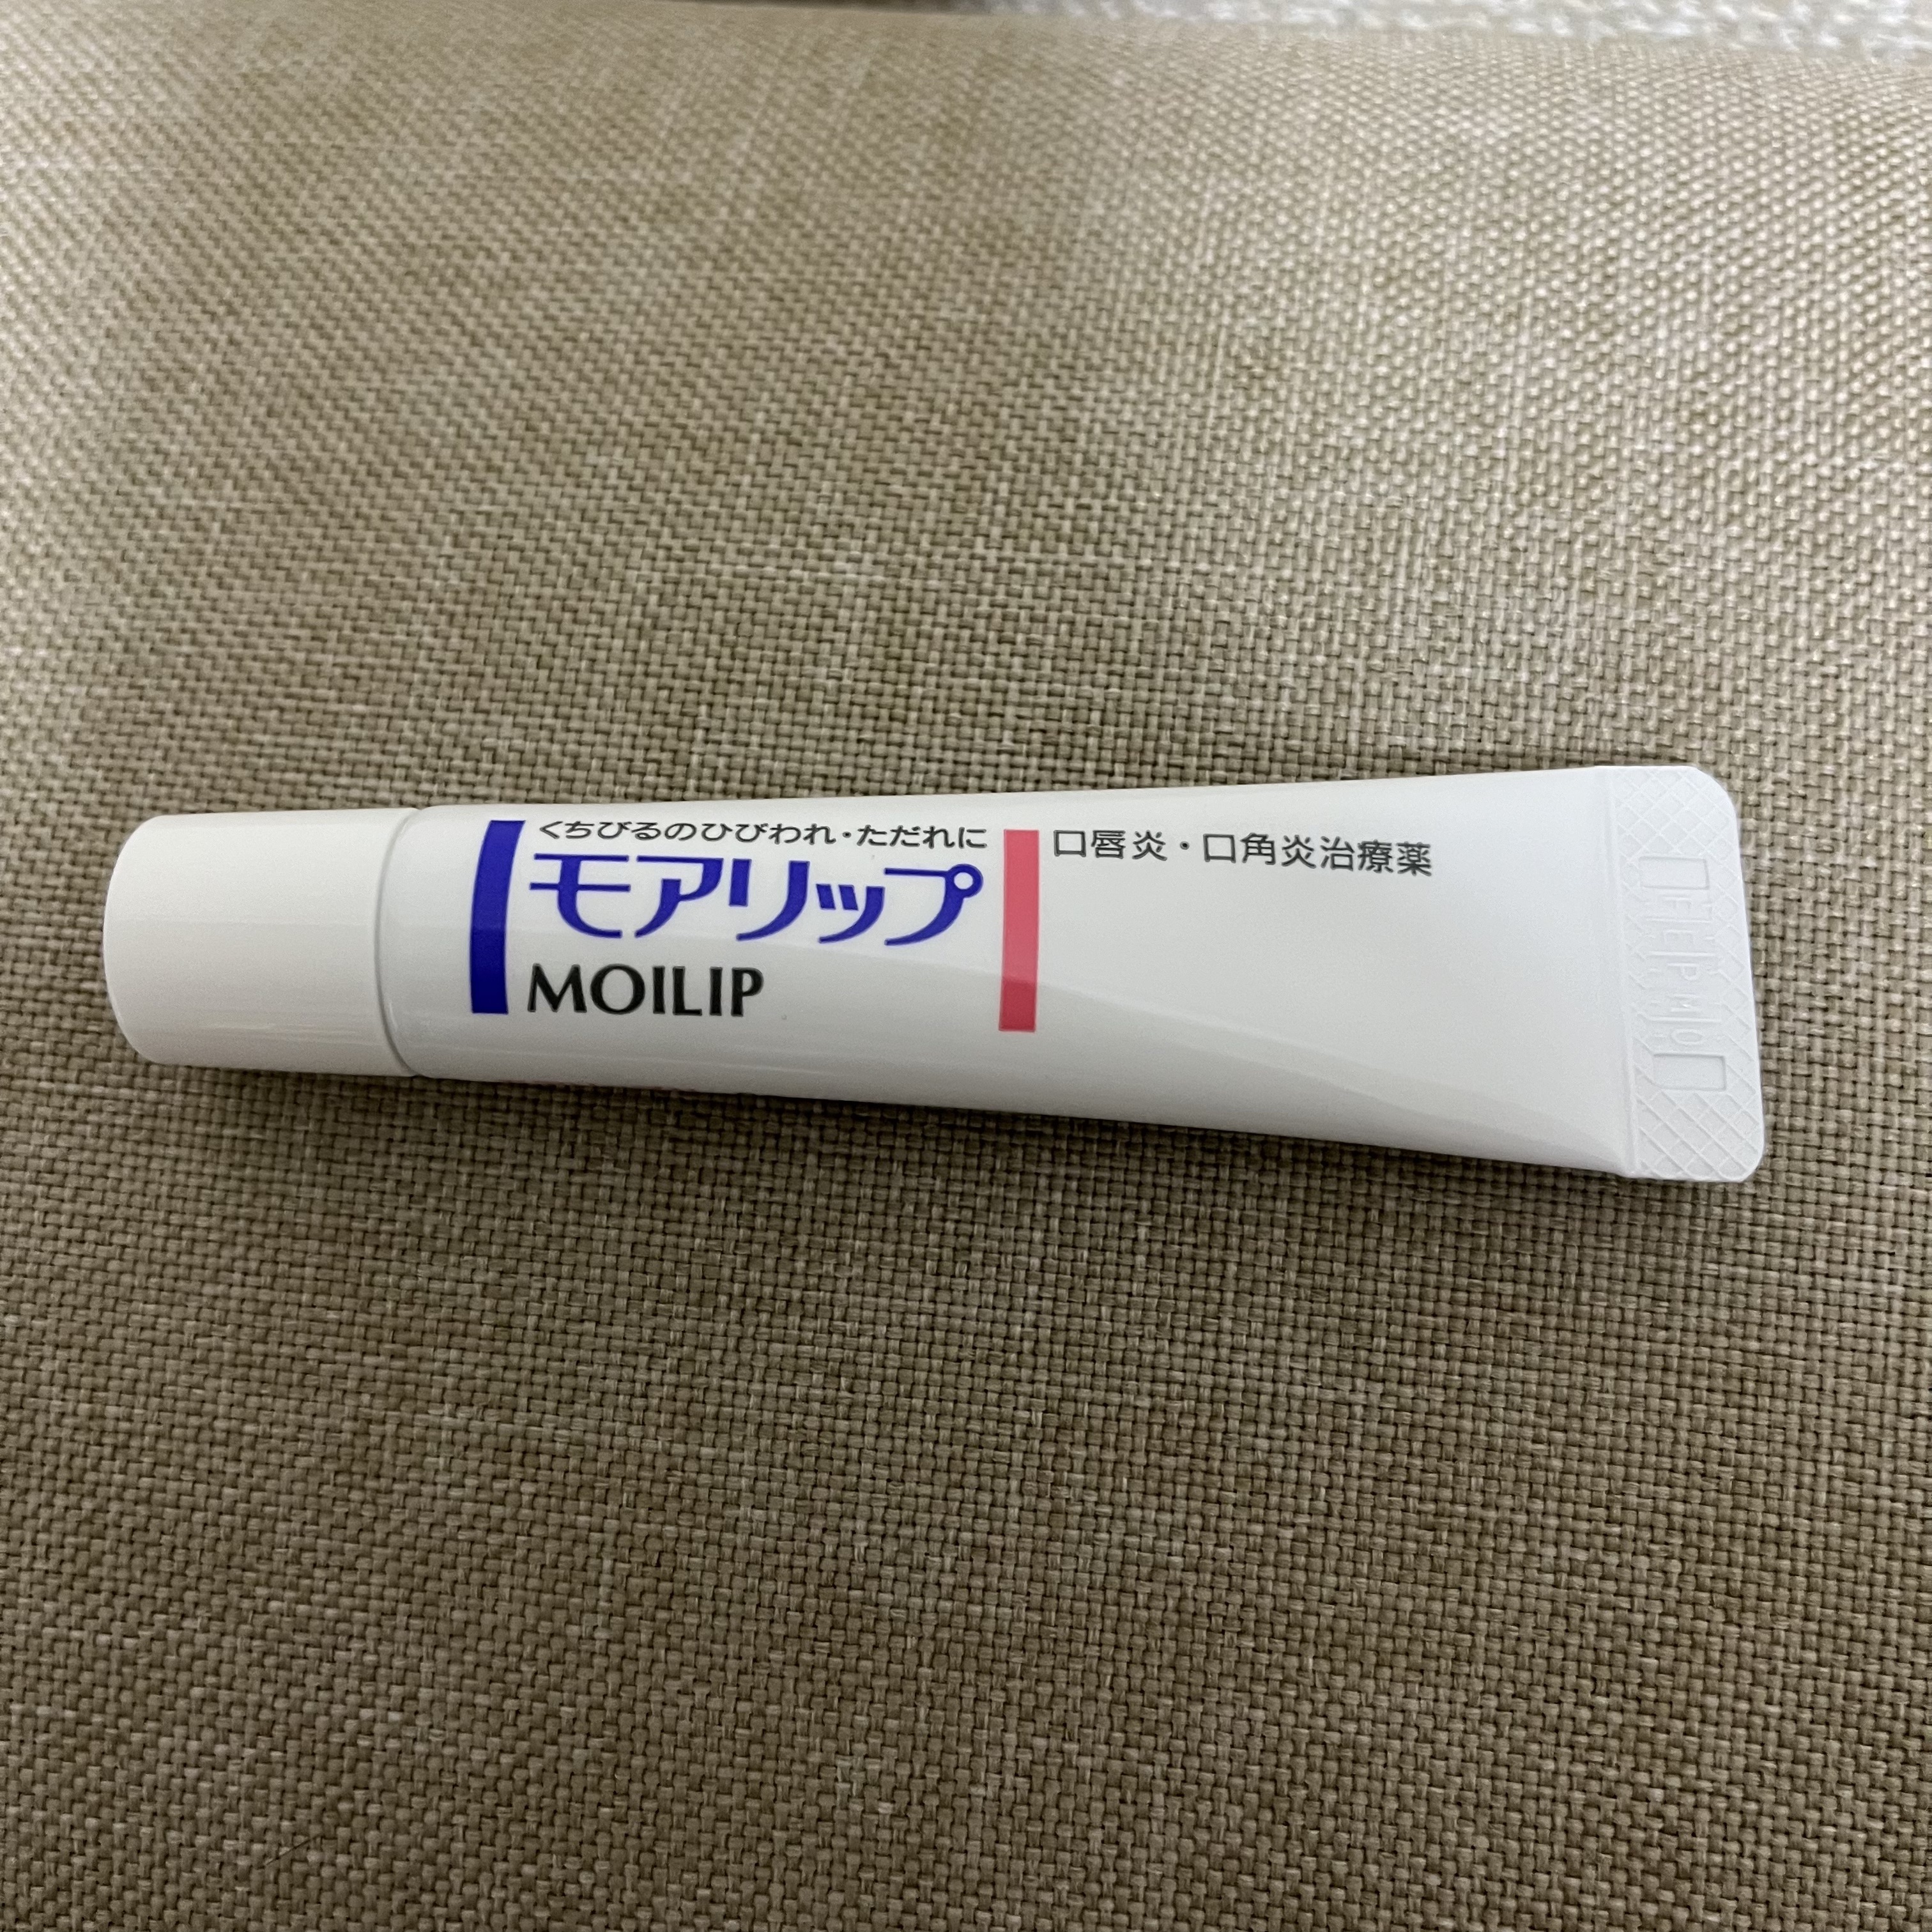 くちびるのひびわれ・ただれに
モアリップ
MOILIP
口唇炎・口角炎治療薬